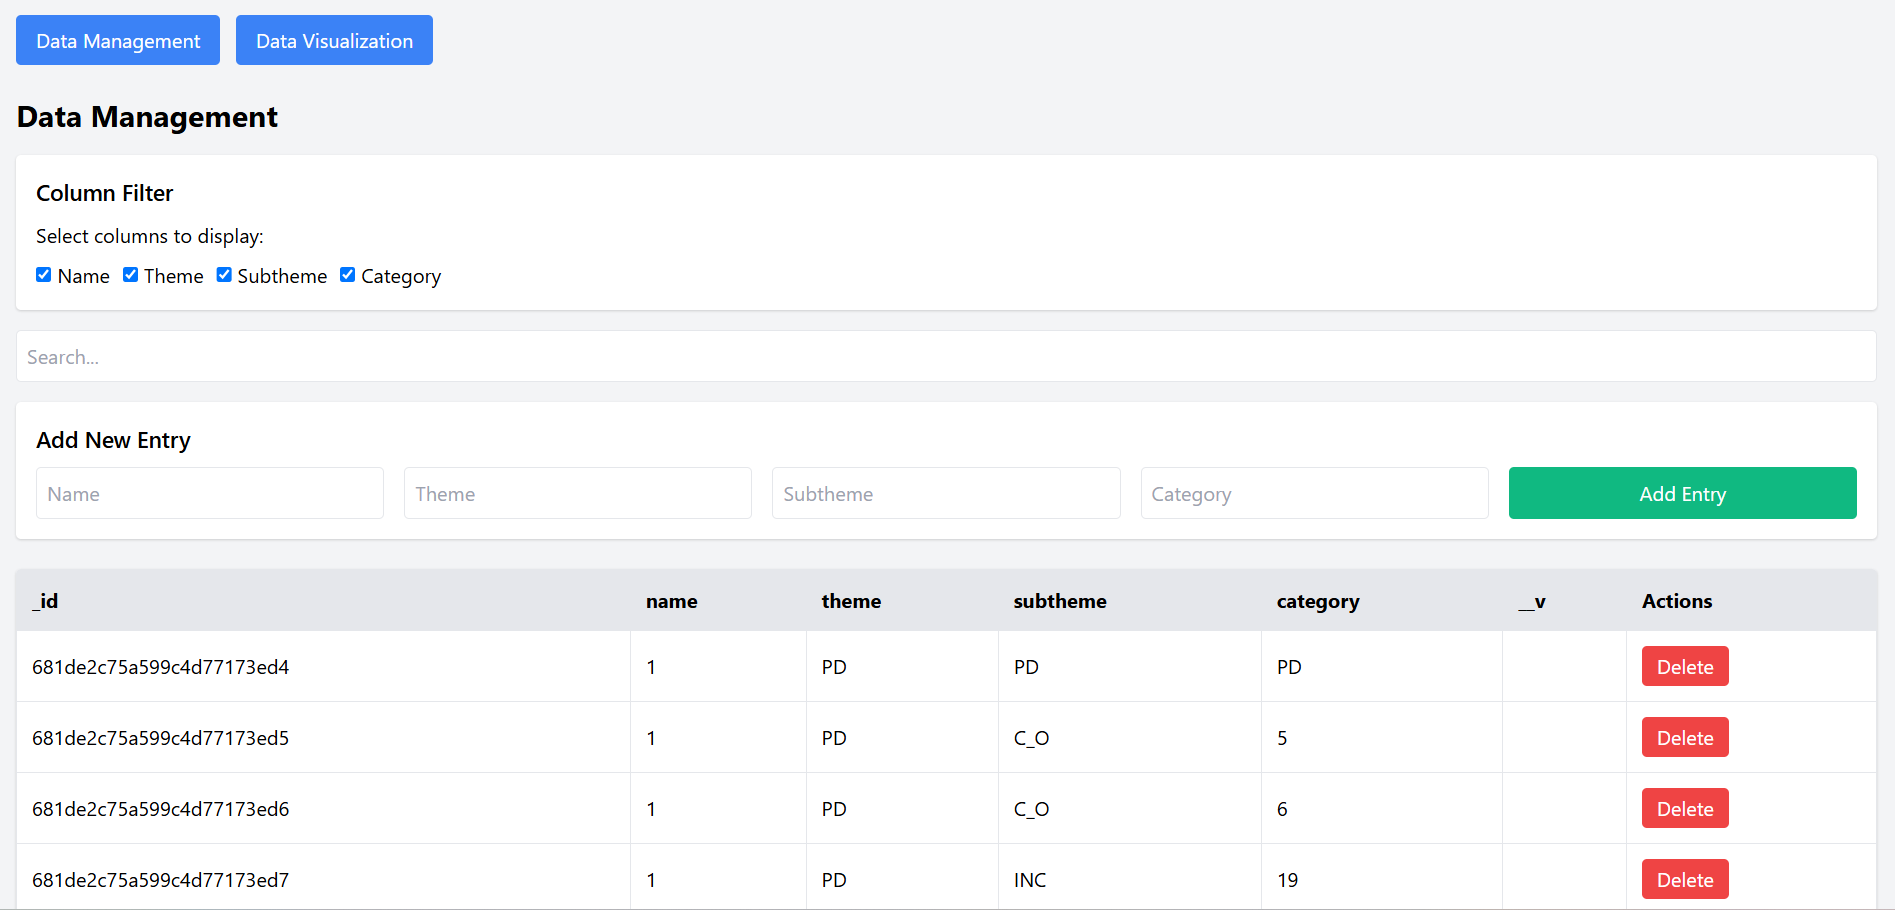 Data Management Data Visualization
Data Management
Column Filter
Select columns to display:
Name Theme Subtheme Category
Search...
Add New Entry
Name Theme Subtheme Category Add Entry
_id name theme subtheme category __v Actions
681de2c75a599c4d77173ed4 1 PD PD PD Delete
681de2c75a599c4d77173ed5 1 PD C_O 5 Delete
681de2c75a599c4d77173ed6 1 PD C_O 6 Delete
681de2c75a599c4d77173ed7 1 PD INC 19 Delete